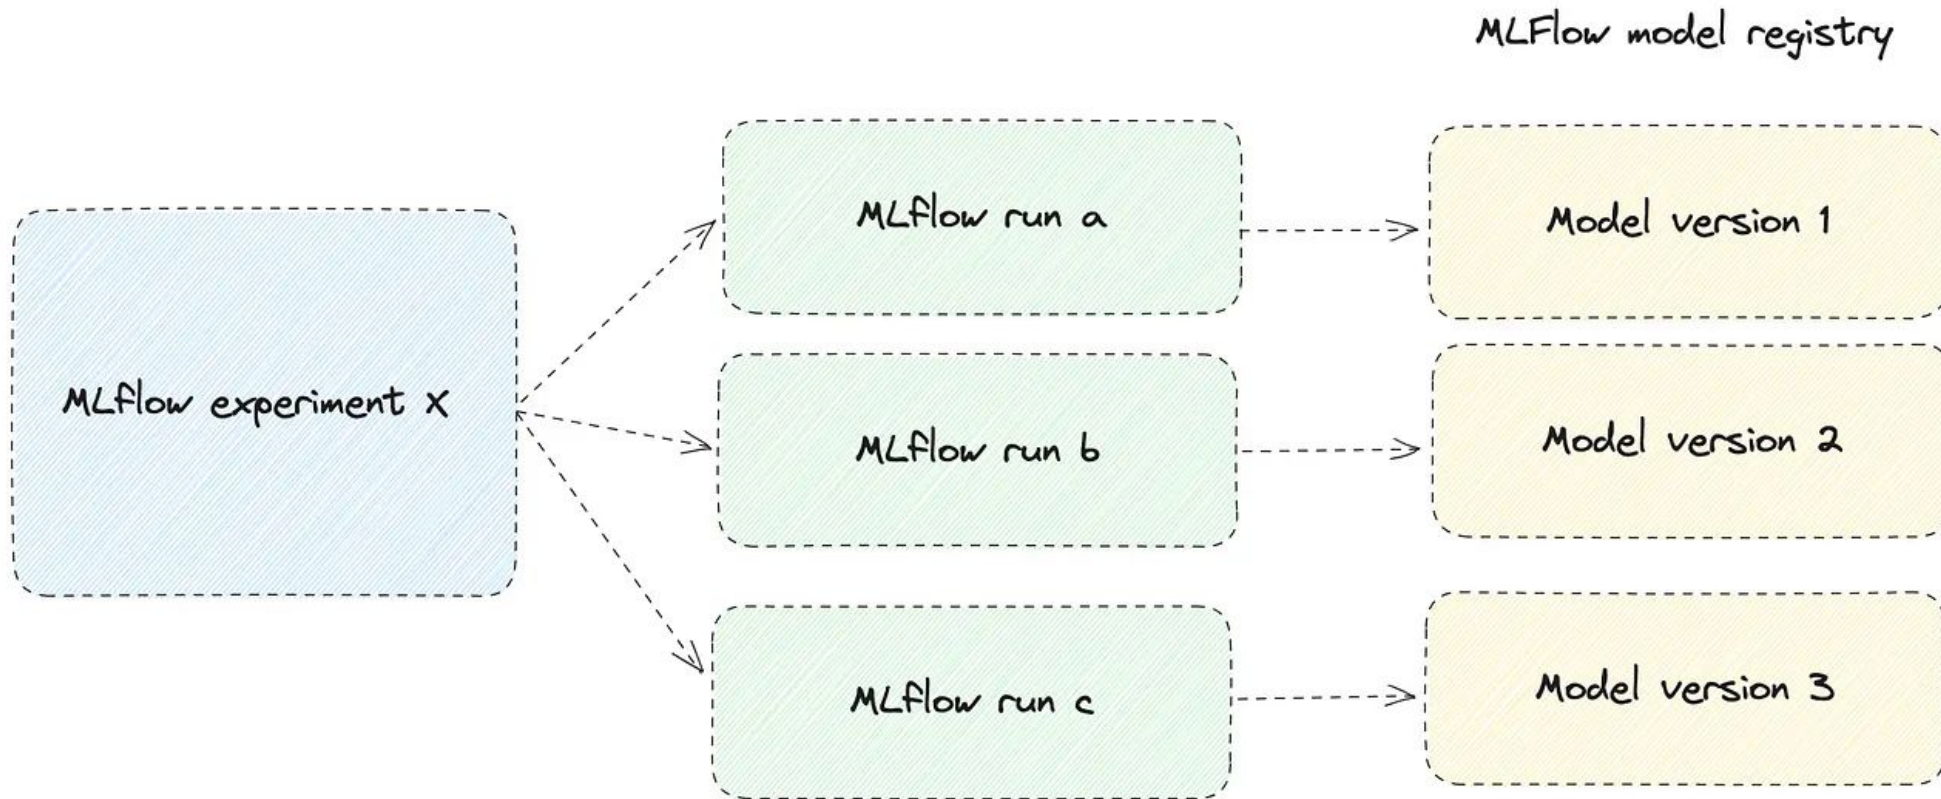 MLFlow model registry
MLflow run a
Model version 1
MLflow experiment X
MLflow run b
Model version 2
MLflow run c
Model version 3